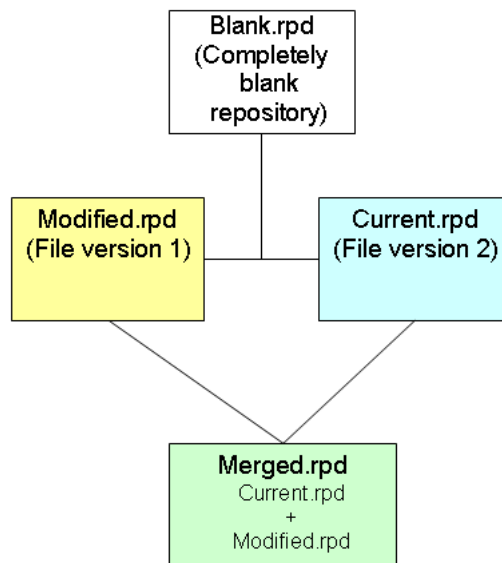 Blank.rpd
(Completely
blank
repository)
Modified.rpd
(File version 1)
Current.rpd
(File version 2)
Merged.rpd
Current.rpd
+
Modified.rpd